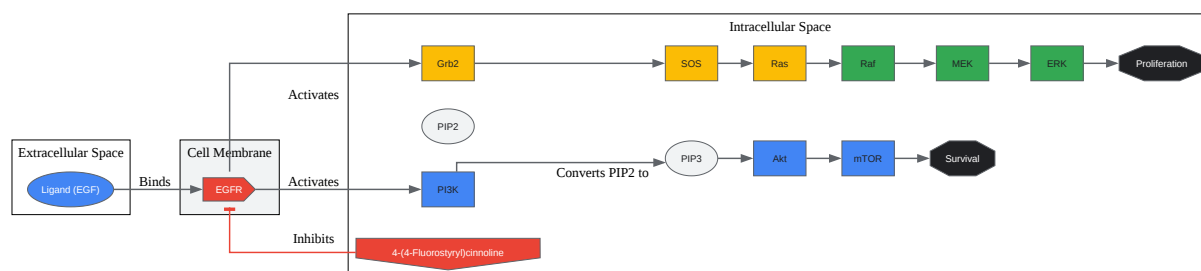 Intracellular Space
Grb2
SOS
Ras
Raf
MEK
ERK
Proliferation
Activates
PIP2
Extracellular Space
Cell Membrane
PIP3
Akt
mTOR
Survival
Converts PIP2 to
Ligand (EGF)
Binds
EGFR
Activates
PI3K
Inhibits
4-(4-Fluorostyryl)cinnoline